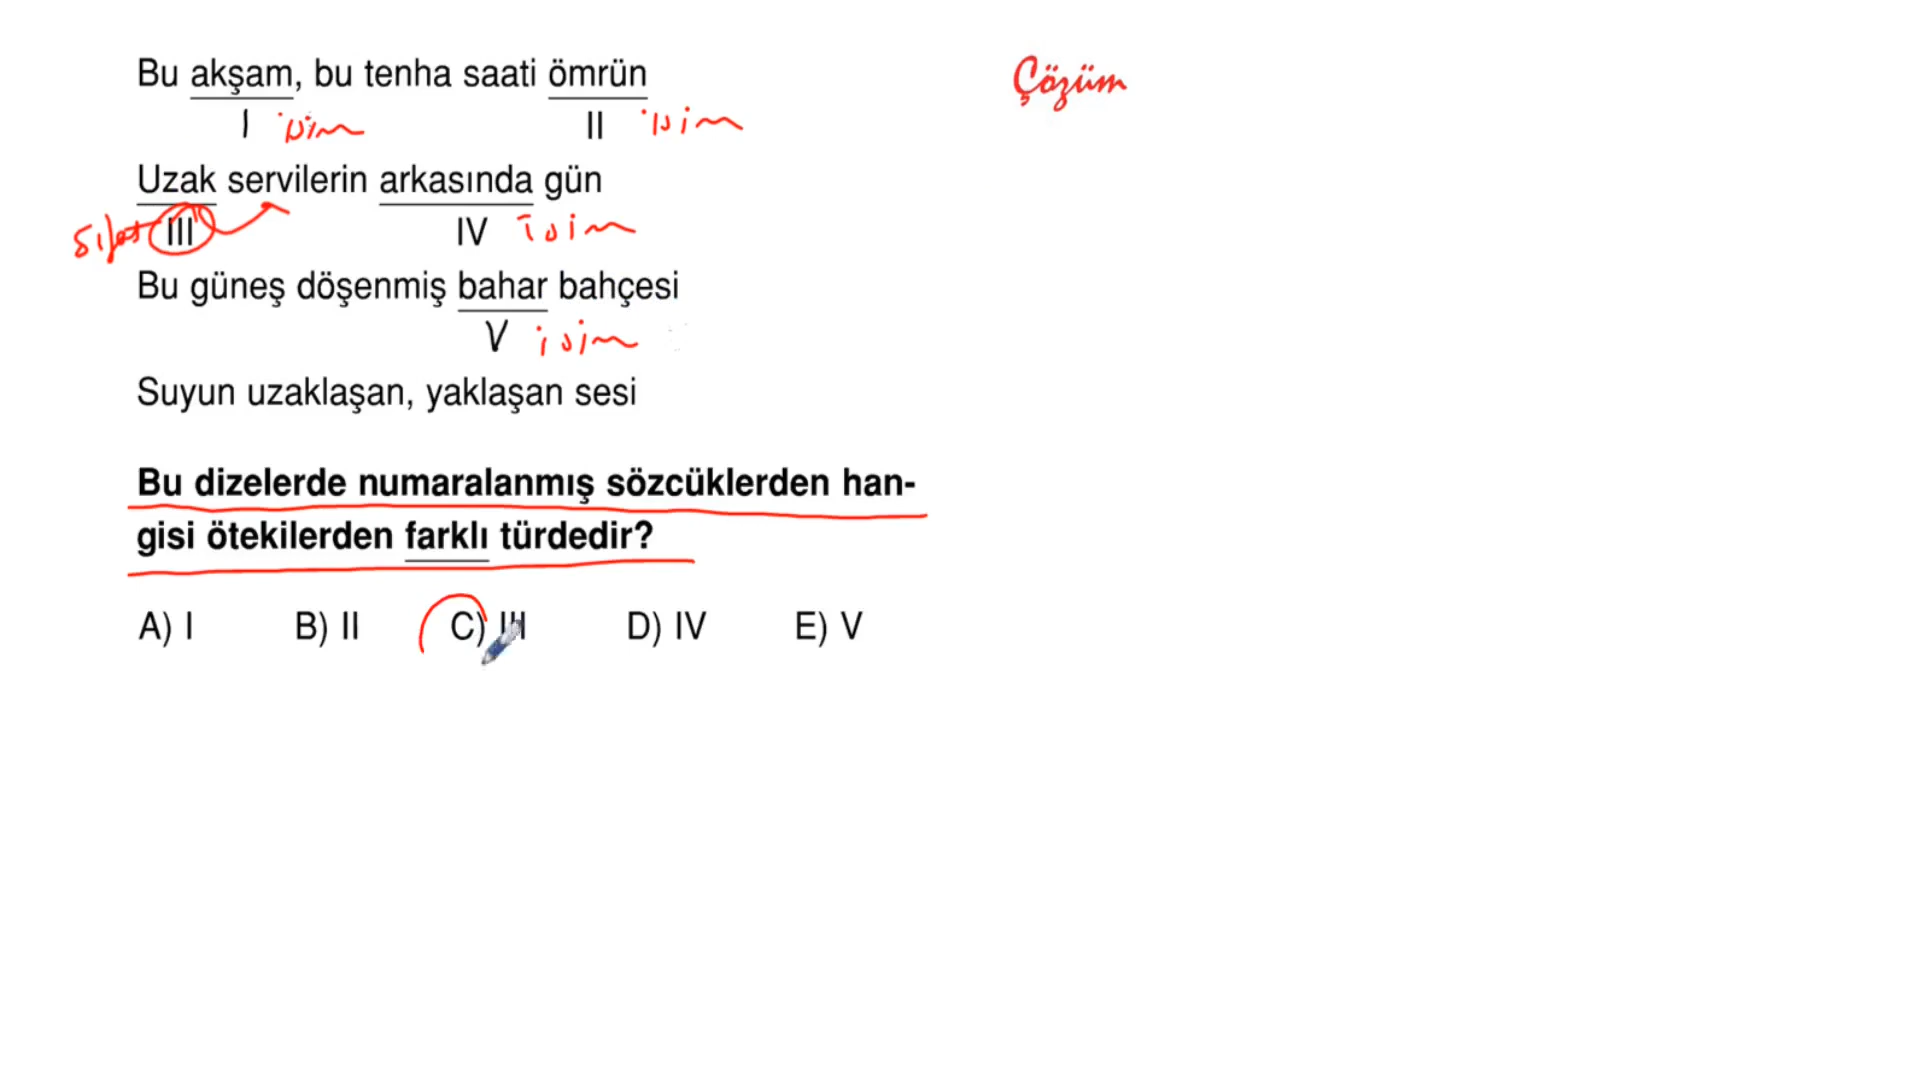 Bu akşam, bu tenha saati ömrün
I isim II isim
Çözüm
Uzak servilerin arkasında gün
sıfat III IV isim
Bu güneş döşenmiş bahar bahçesi
V isim
Suyun uzaklaşan, yaklaşan sesi
Bu dizelerde numaralanmış sözcüklerden han-
gisi ötekilerden farklı türdedir?
A) I B) II C) III D) IV E) V